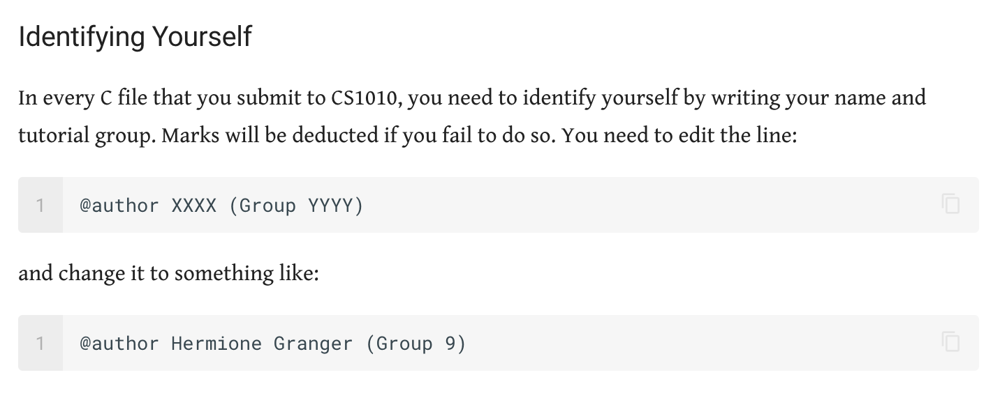 Identifying Yourself
In every C file that you submit to CS1010, you need to identify yourself by writing your name and
tutorial group. Marks will be deducted if you fail to do so. You need to edit the line:
1 @author XXXX (Group YYYY)
and change it to something like:
1 @author Hermione Granger (Group 9)